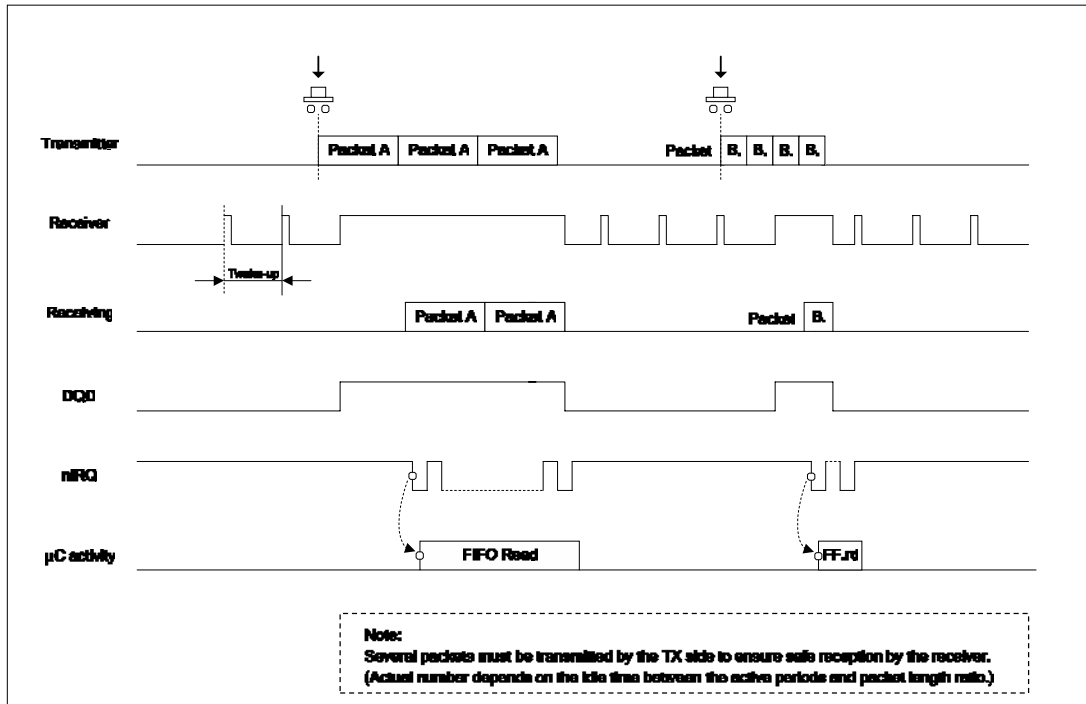 Transmitter
Packet A Packet A Packet A
Packet B. B. B. B.
Receiver
Twake-up
Receiving
Packet A Packet A
Packet B.
DQD
nIRQ
µC activity
FIFO Read
FF.rd
Note:
Several packets must be transmitted by the TX side to ensure safe reception by the receiver.
(Actual number depends on the idle time between the active periods and packet length ratio.)